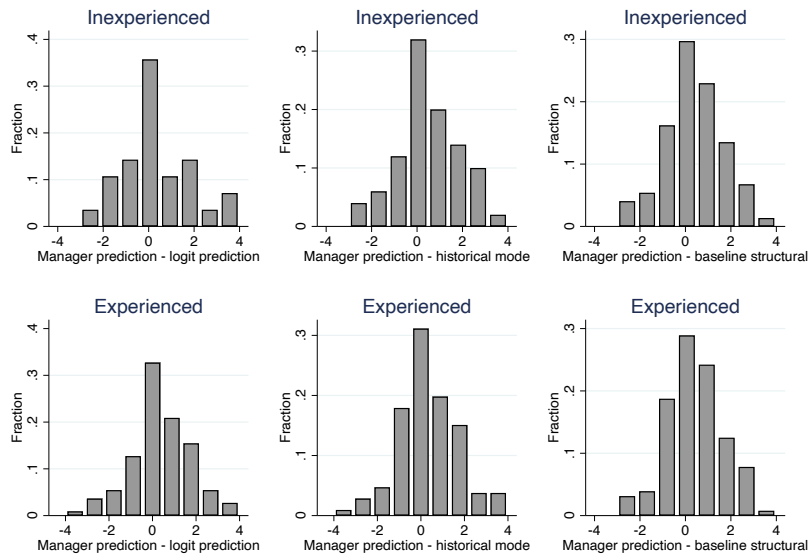 Inexperienced
Fraction
0
.1
.2
.3
.4
-4 -2 0 2 4
Manager prediction - logit prediction
Inexperienced
Fraction
0
.1
.2
.3
-4 -2 0 2 4
Manager prediction - historical mode
Inexperienced
Fraction
0
.1
.2
.3
-4 -2 0 2 4
Manager prediction - baseline structural
Experienced
Fraction
0
.1
.2
.3
.4
-4 -2 0 2 4
Manager prediction - logit prediction
Experienced
Fraction
0
.1
.2
.3
-4 -2 0 2 4
Manager prediction - historical mode
Experienced
Fraction
0
.1
.2
.3
-4 -2 0 2 4
Manager prediction - baseline structural